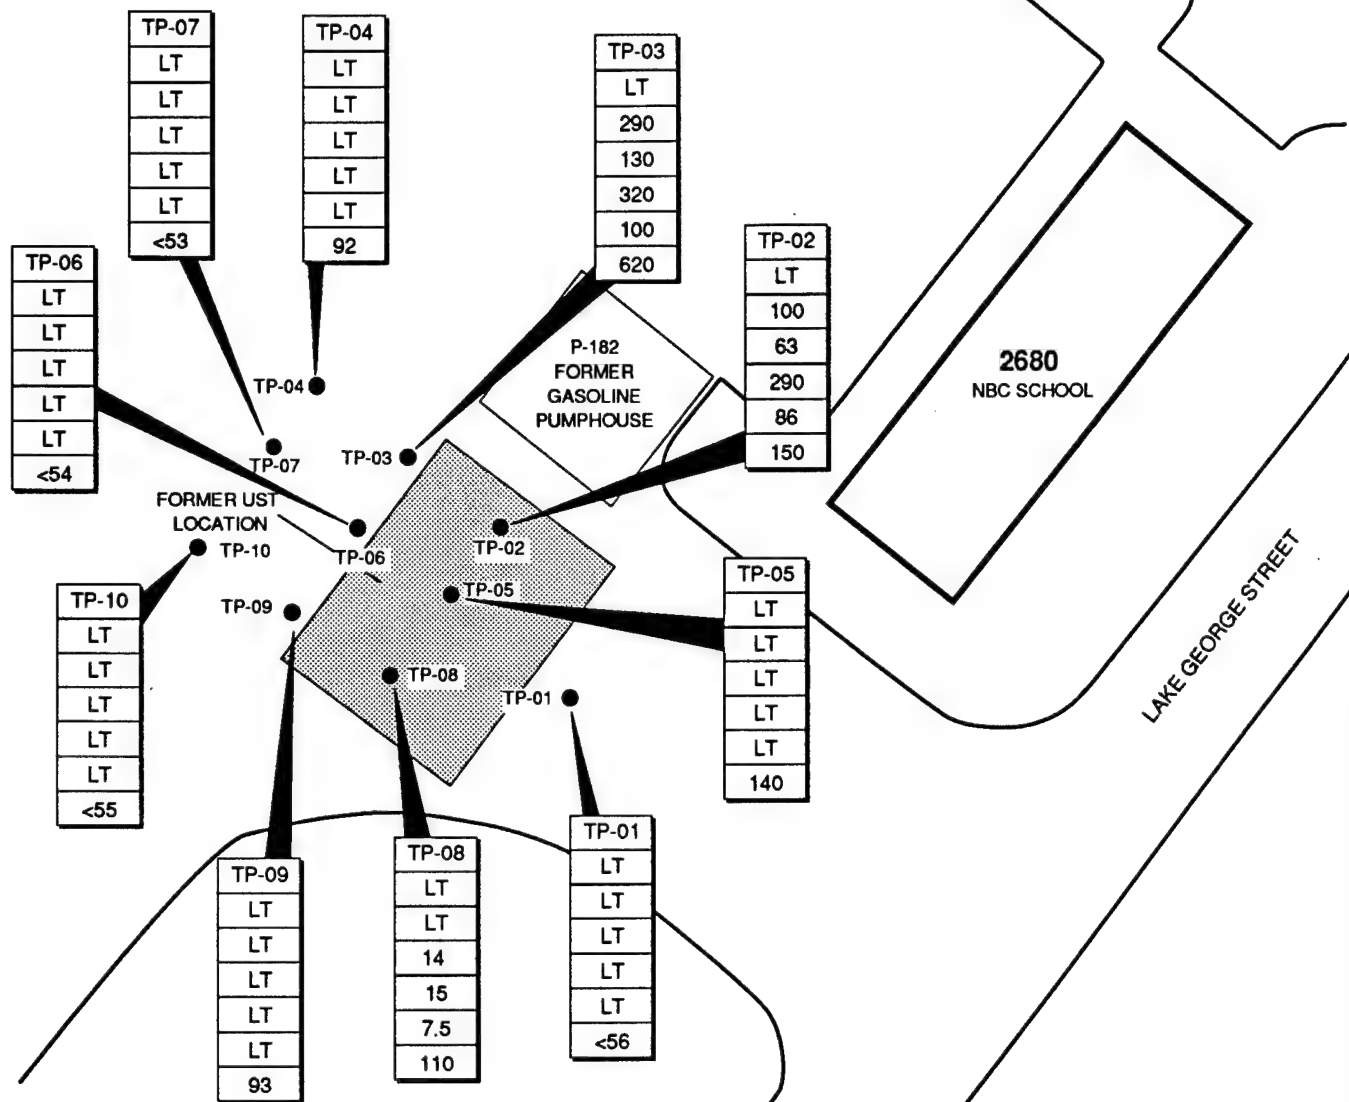 TP-07
LT
LT
LT
LT
LT
<53
TP-04
LT
LT
LT
LT
LT
92
TP-03
LT
290
130
320
100
620
TP-02
LT
100
63
290
86
150
TP-06
LT
LT
LT
LT
LT
<54
P-182
FORMER
GASOLINE
PUMPHOUSE
2680
NBC SCHOOL
TP-04
TP-07
TP-03
FORMER UST
LOCATION
TP-10
TP-06
TP-02
TP-05
TP-09
TP-08
TP-01
LAKE GEORGE STREET
TP-05
LT
LT
LT
LT
LT
140
TP-10
LT
LT
LT
LT
LT
<55
TP-09
LT
LT
LT
LT
LT
93
TP-08
LT
LT
14
15
7.5
110
TP-01
LT
LT
LT
LT
LT
<56